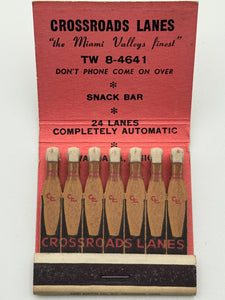 CROSSROADS LANES
"the Miami Valleys finest"
TW 8-4641
DON'T PHONE COME ON OVER
*
SNACK BAR
*
24 LANES
COMPLETELY AUTOMATIC
*
CROSSROADS LANES